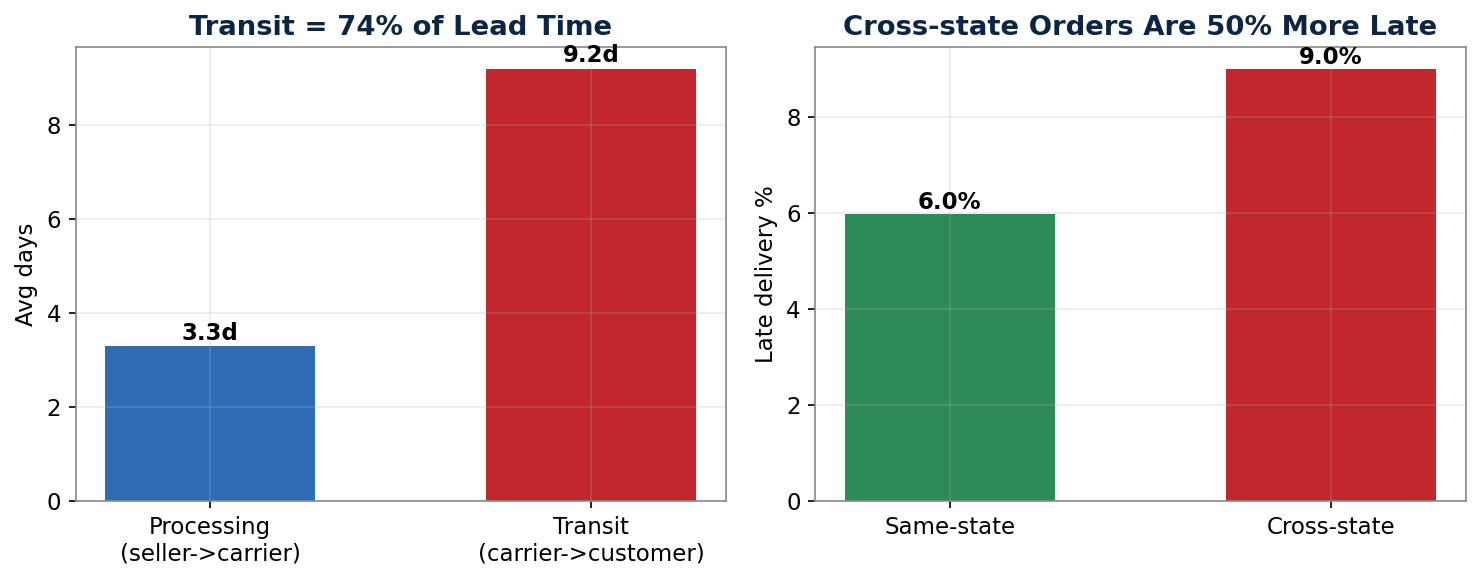 Transit = 74% of Lead Time
9.2d
3.3d
8
6
4
2
0
Avg days
Processing
(seller->carrier)
Transit
(carrier->customer)
Cross-state Orders Are 50% More Late
9.0%
6.0%
8
6
4
2
0
Late delivery %
Same-state
Cross-state